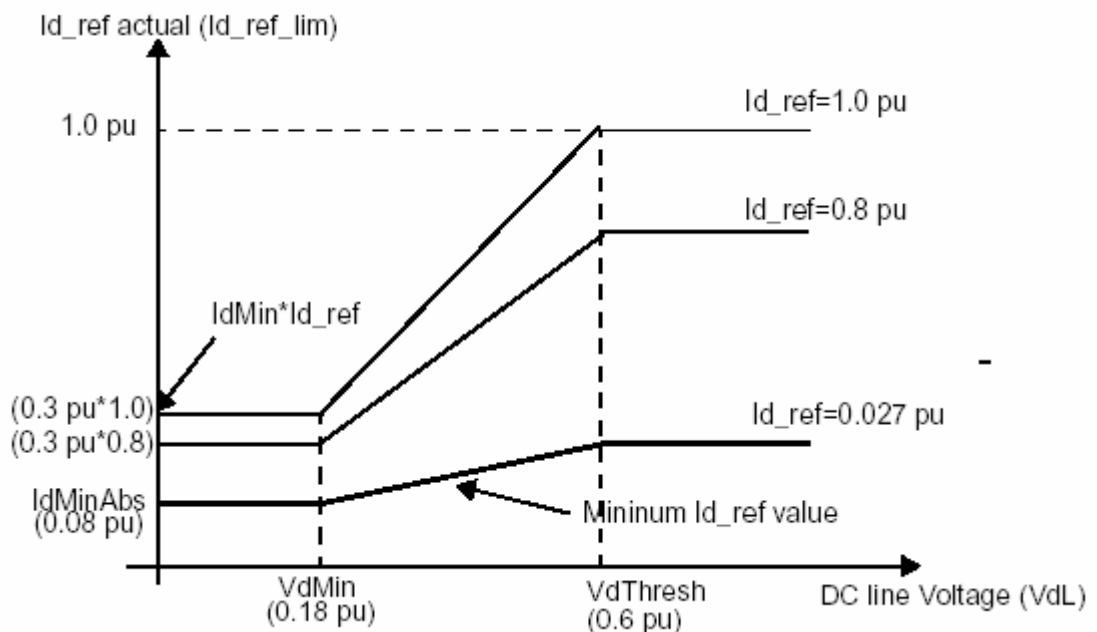 Id_ref actual (Id_ref_lim)
Id_ref=1.0 pu
1.0 pu
Id_ref=0.8 pu
IdMin*Id_ref
(0.3 pu*1.0)
Id_ref=0.027 pu
(0.3 pu*0.8)
IdMinAbs
(0.08 pu)
Mininum Id_ref value
VdMin
(0.18 pu)
VdThresh
(0.6 pu)
DC line Voltage (VdL)